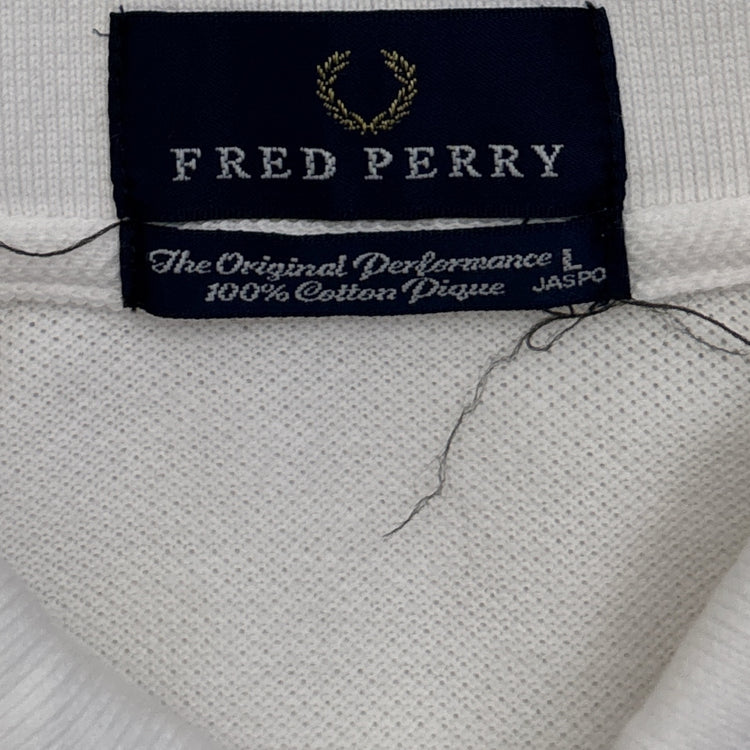 FRED PERRY
The Original Performance L
100% Cotton Pique JASPO